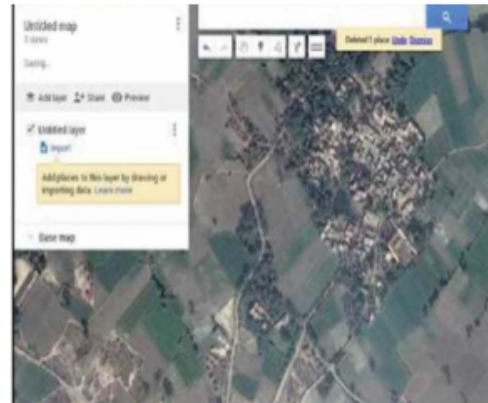 Untitled map
Saving...
Deleted 1 place Undo Dismiss
Add layer Share Preview
Untitled layer
Import
Add places to this layer by drawing or
importing data. Learn more
Base map